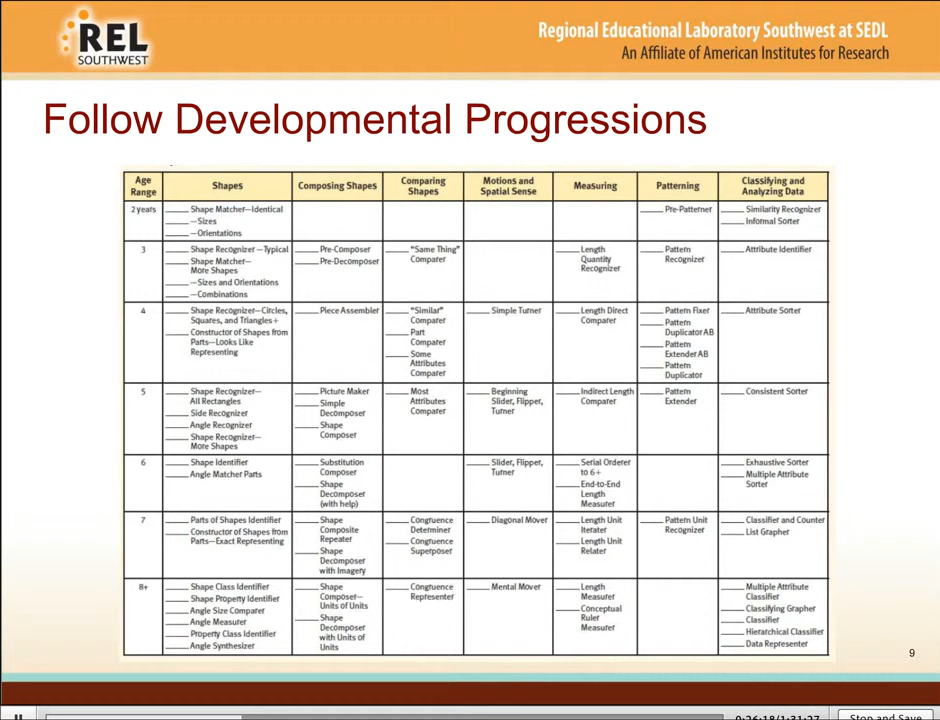 REL
SOUTHWEST
Regional Educational Laboratory Southwest at SEDL
An Affiliate of American Institutes for Research
Follow Developmental Progressions
Age Range
Shapes
Composing Shapes
Comparing Shapes
Motions and Spatial Sense
Measuring
Patterning
Classifying and Analyzing Data
2 years
Shape Matcher—Identical
—Sizes
—Orientations
Pre-Patterner
Similarity Recognizer
Informal Sorter
3
Shape Recognizer—Typical
Shape Matcher—
More Shapes
—Sizes and Orientations
—Combinations
Pre-Composer
Pre-Decomposer
"Same Thing"
Comparer
Length
Quantity
Recognizer
Pattern
Recognizer
Attribute Identifier
4
Shape Recognizer—Circles,
Squares, and Triangles+
Constructor of Shapes from
Parts—Looks Like
Representing
Piece Assembler
"Similar"
Comparer
Part
Comparer
Some
Attributes
Comparer
Simple Turner
Length Direct
Comparer
Pattern Fixer
Pattern
Duplicator AB
Pattern
Extender AB
Pattern
Duplicator
Attribute Sorter
5
Shape Recognizer—
All Rectangles
Side Recognizer
Angle Recognizer
Shape Recognizer—
More Shapes
Picture Maker
Simple
Decomposer
Shape
Composer
Most
Attributes
Comparer
Beginning
Slider, Flipper,
Turner
Indirect Length
Comparer
Pattern
Extender
Consistent Sorter
6
Shape Identifier
Angle Matcher Parts
Substitution
Composer
Shape
Decomposer
(with help)
Slider, Flipper,
Turner
Serial Orderer
to 6+
End-to-End
Length
Measurer
Exhaustive Sorter
Multiple Attribute
Sorter
7
Parts of Shapes Identifier
Constructor of Shapes from
Parts—Exact Representing
Shape
Composite
Repeater
Shape
Decomposer
with Imagery
Congruence
Determiner
Congruence
Superposer
Diagonal Mover
Length Unit
Iterater
Length Unit
Relater
Pattern Unit
Recognizer
Classifier and Counter
List Grapher
8+
Shape Class Identifier
Shape Property Identifier
Angle Size Comparer
Angle Measurer
Property Class Identifier
Angle Synthesizer
Shape
Composer—
Units of Units
Shape
Decomposer
with Units of
Units
Congruence
Representer
Mental Mover
Length
Measurer
Conceptual
Ruler
Measurer
Multiple Attribute
Classifier
Classifying Grapher
Classifier
Hierarchical Classifier
Data Representer
9
0:26:18/1:31:27
Stop and Save